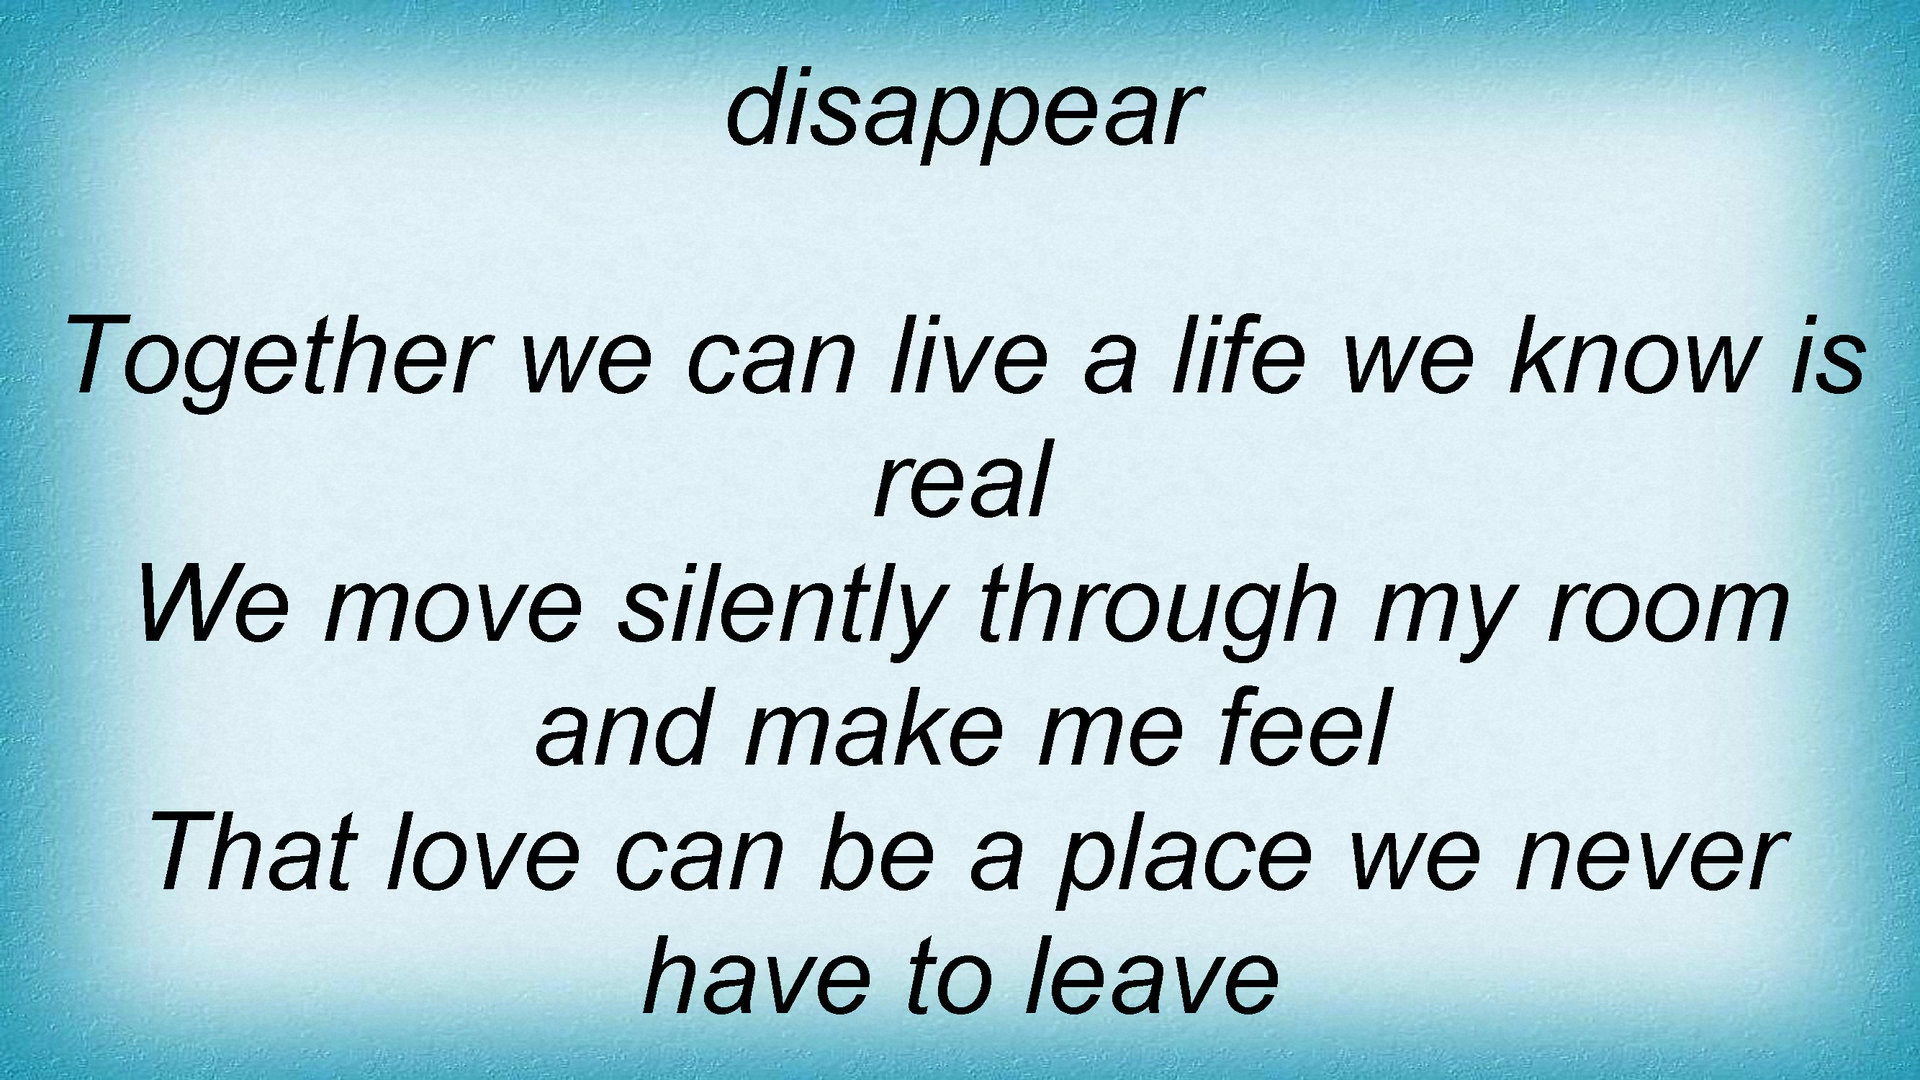 disappear
Together we can live a life we know is
real
We move silently through my room
and make me feel
That love can be a place we never
have to leave